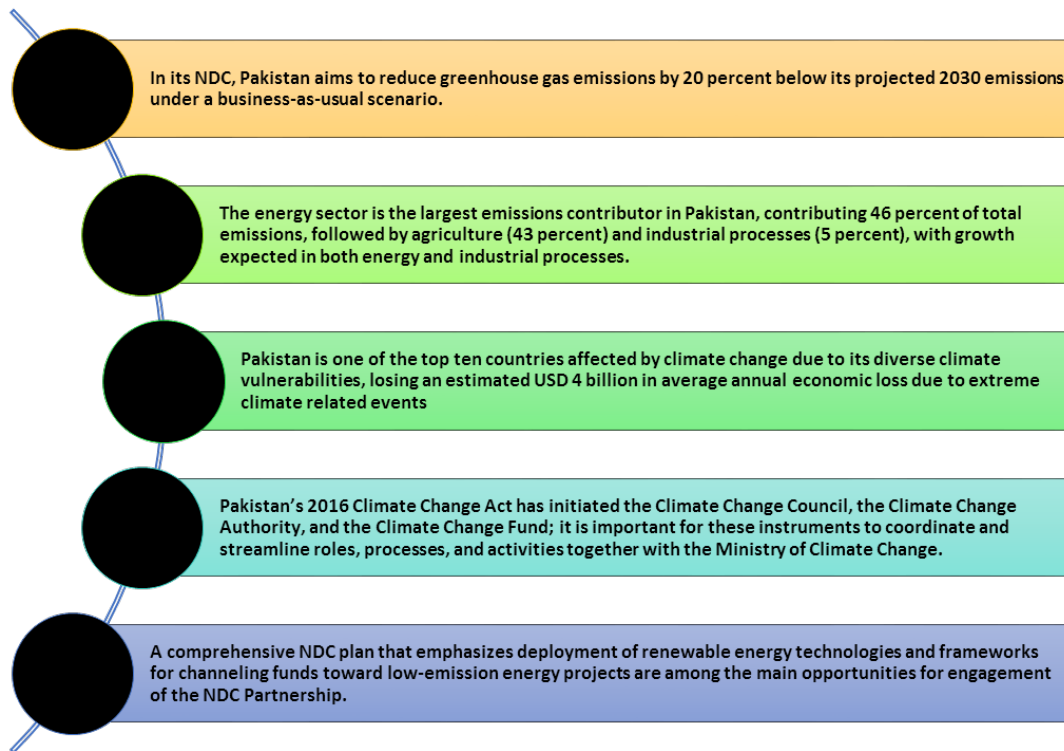 In its NDC, Pakistan aims to reduce greenhouse gas emissions by 20 percent below its projected 2030 emissions
under a business-as-usual scenario.
The energy sector is the largest emissions contributor in Pakistan, contributing 46 percent of total
emissions, followed by agriculture (43 percent) and industrial processes (5 percent), with growth
expected in both energy and industrial processes.
Pakistan is one of the top ten countries affected by climate change due to its diverse climate
vulnerabilities, losing an estimated USD 4 billion in average annual economic loss due to extreme
climate related events
Pakistan’s 2016 Climate Change Act has initiated the Climate Change Council, the Climate Change
Authority, and the Climate Change Fund; it is important for these instruments to coordinate and
streamline roles, processes, and activities together with the Ministry of Climate Change.
A comprehensive NDC plan that emphasizes deployment of renewable energy technologies and frameworks
for channeling funds toward low-emission energy projects are among the main opportunities for engagement
of the NDC Partnership.